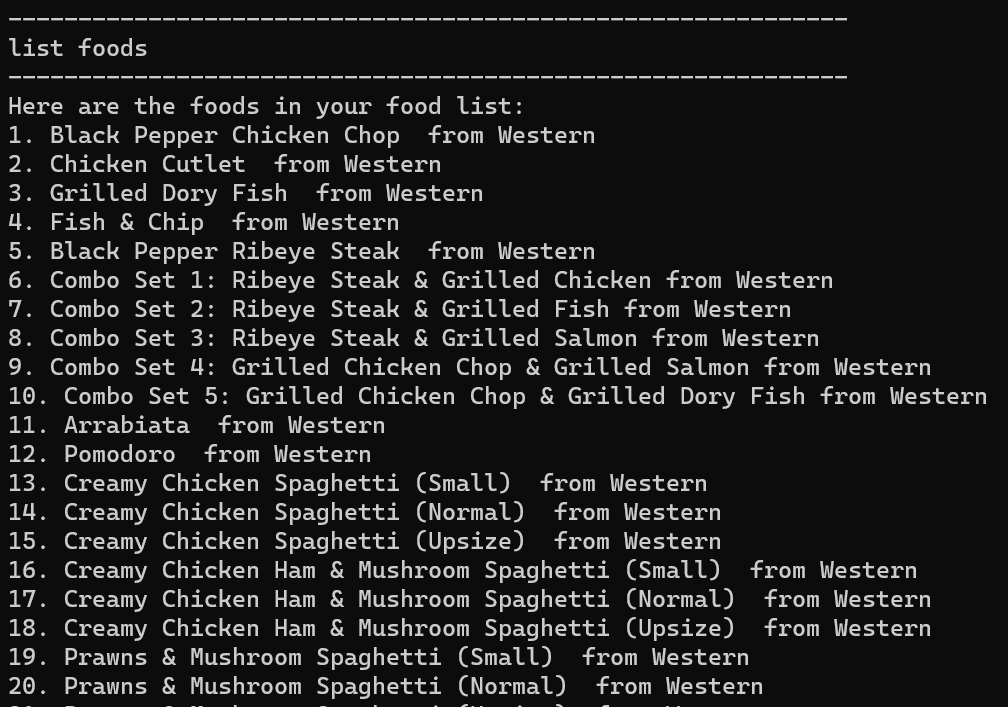 ------------------------------------------------------------
list foods
------------------------------------------------------------
Here are the foods in your food list:
1. Black Pepper Chicken Chop  from Western
2. Chicken Cutlet  from Western
3. Grilled Dory Fish  from Western
4. Fish & Chip  from Western
5. Black Pepper Ribeye Steak  from Western
6. Combo Set 1: Ribeye Steak & Grilled Chicken from Western
7. Combo Set 2: Ribeye Steak & Grilled Fish from Western
8. Combo Set 3: Ribeye Steak & Grilled Salmon from Western
9. Combo Set 4: Grilled Chicken Chop & Grilled Salmon from Western
10. Combo Set 5: Grilled Chicken Chop & Grilled Dory Fish from Western
11. Arrabiata  from Western
12. Pomodoro  from Western
13. Creamy Chicken Spaghetti (Small)  from Western
14. Creamy Chicken Spaghetti (Normal)  from Western
15. Creamy Chicken Spaghetti (Upsize)  from Western
16. Creamy Chicken Ham & Mushroom Spaghetti (Small)  from Western
17. Creamy Chicken Ham & Mushroom Spaghetti (Normal)  from Western
18. Creamy Chicken Ham & Mushroom Spaghetti (Upsize)  from Western
19. Prawns & Mushroom Spaghetti (Small)  from Western
20. Prawns & Mushroom Spaghetti (Normal)  from Western